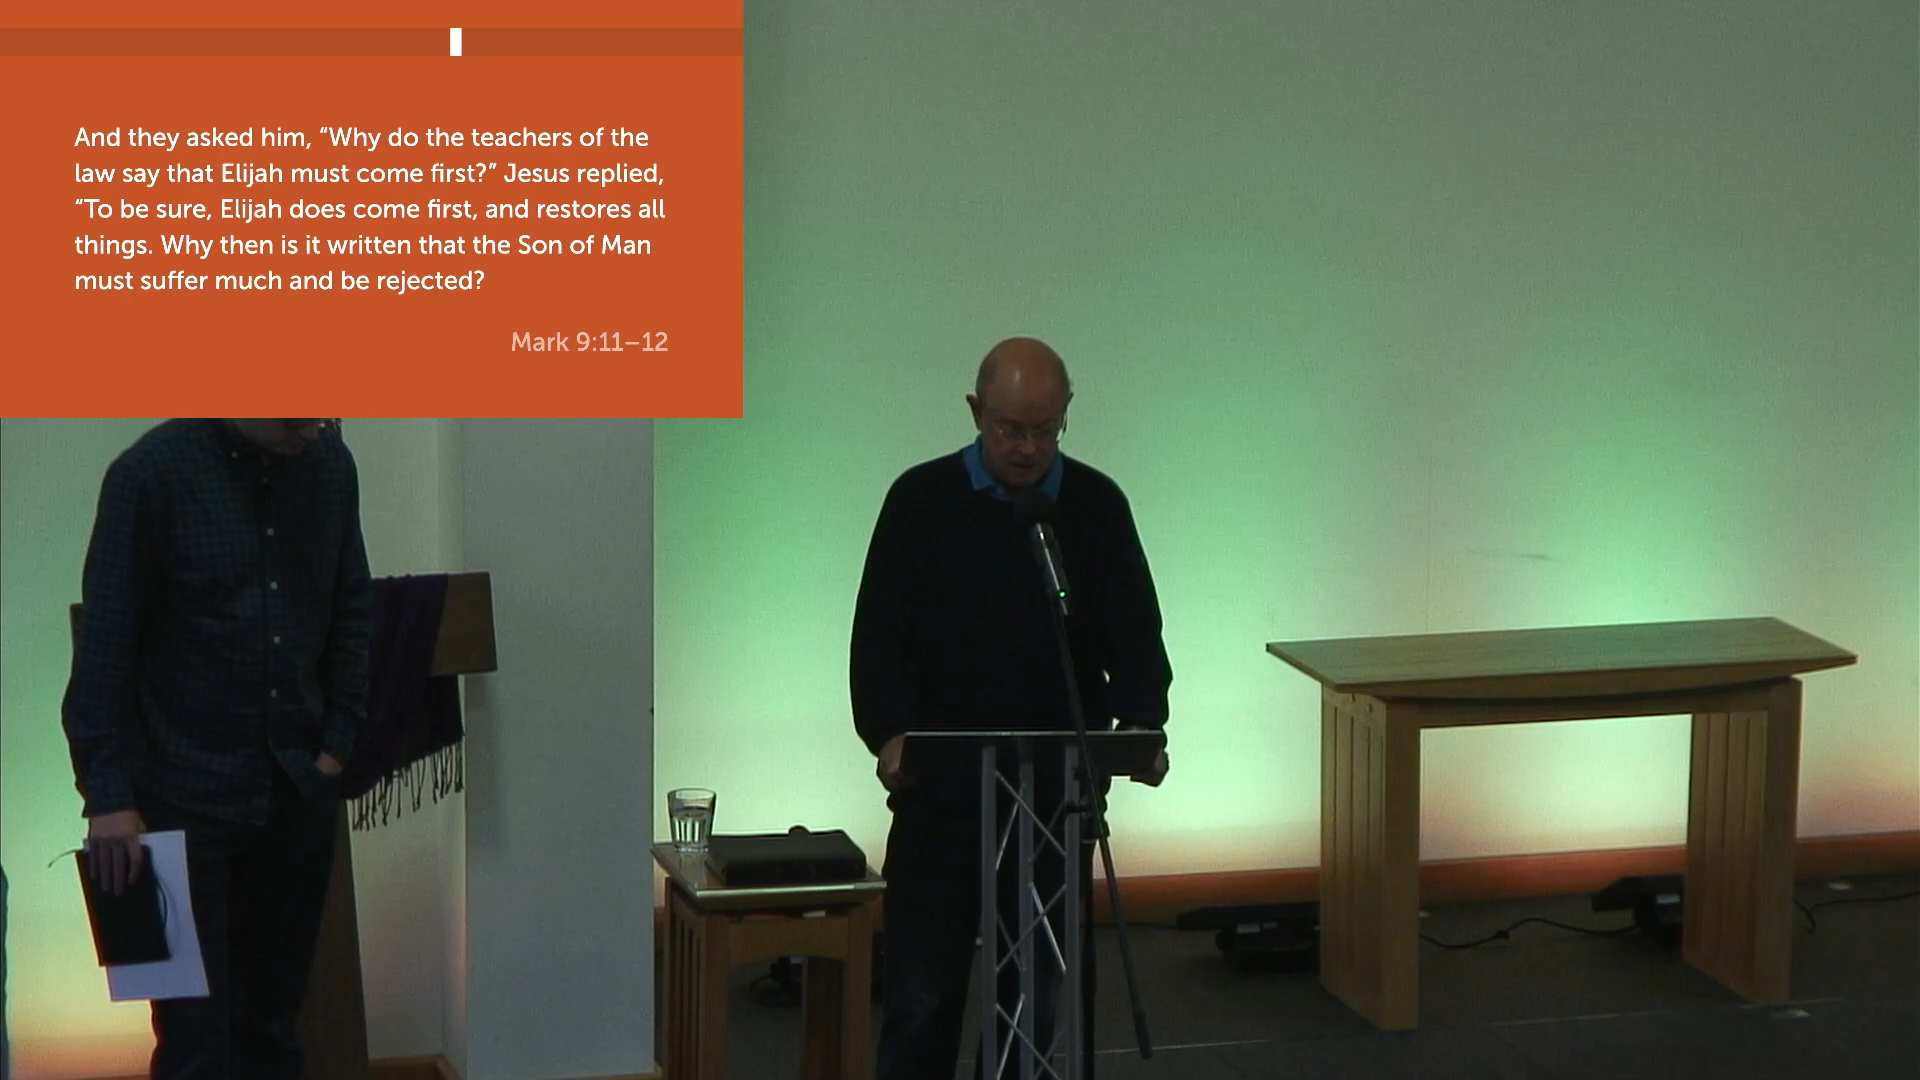 And they asked him, “Why do the teachers of the
law say that Elijah must come first?” Jesus replied,
“To be sure, Elijah does come first, and restores all
things. Why then is it written that the Son of Man
must suffer much and be rejected?
Mark 9:11–12